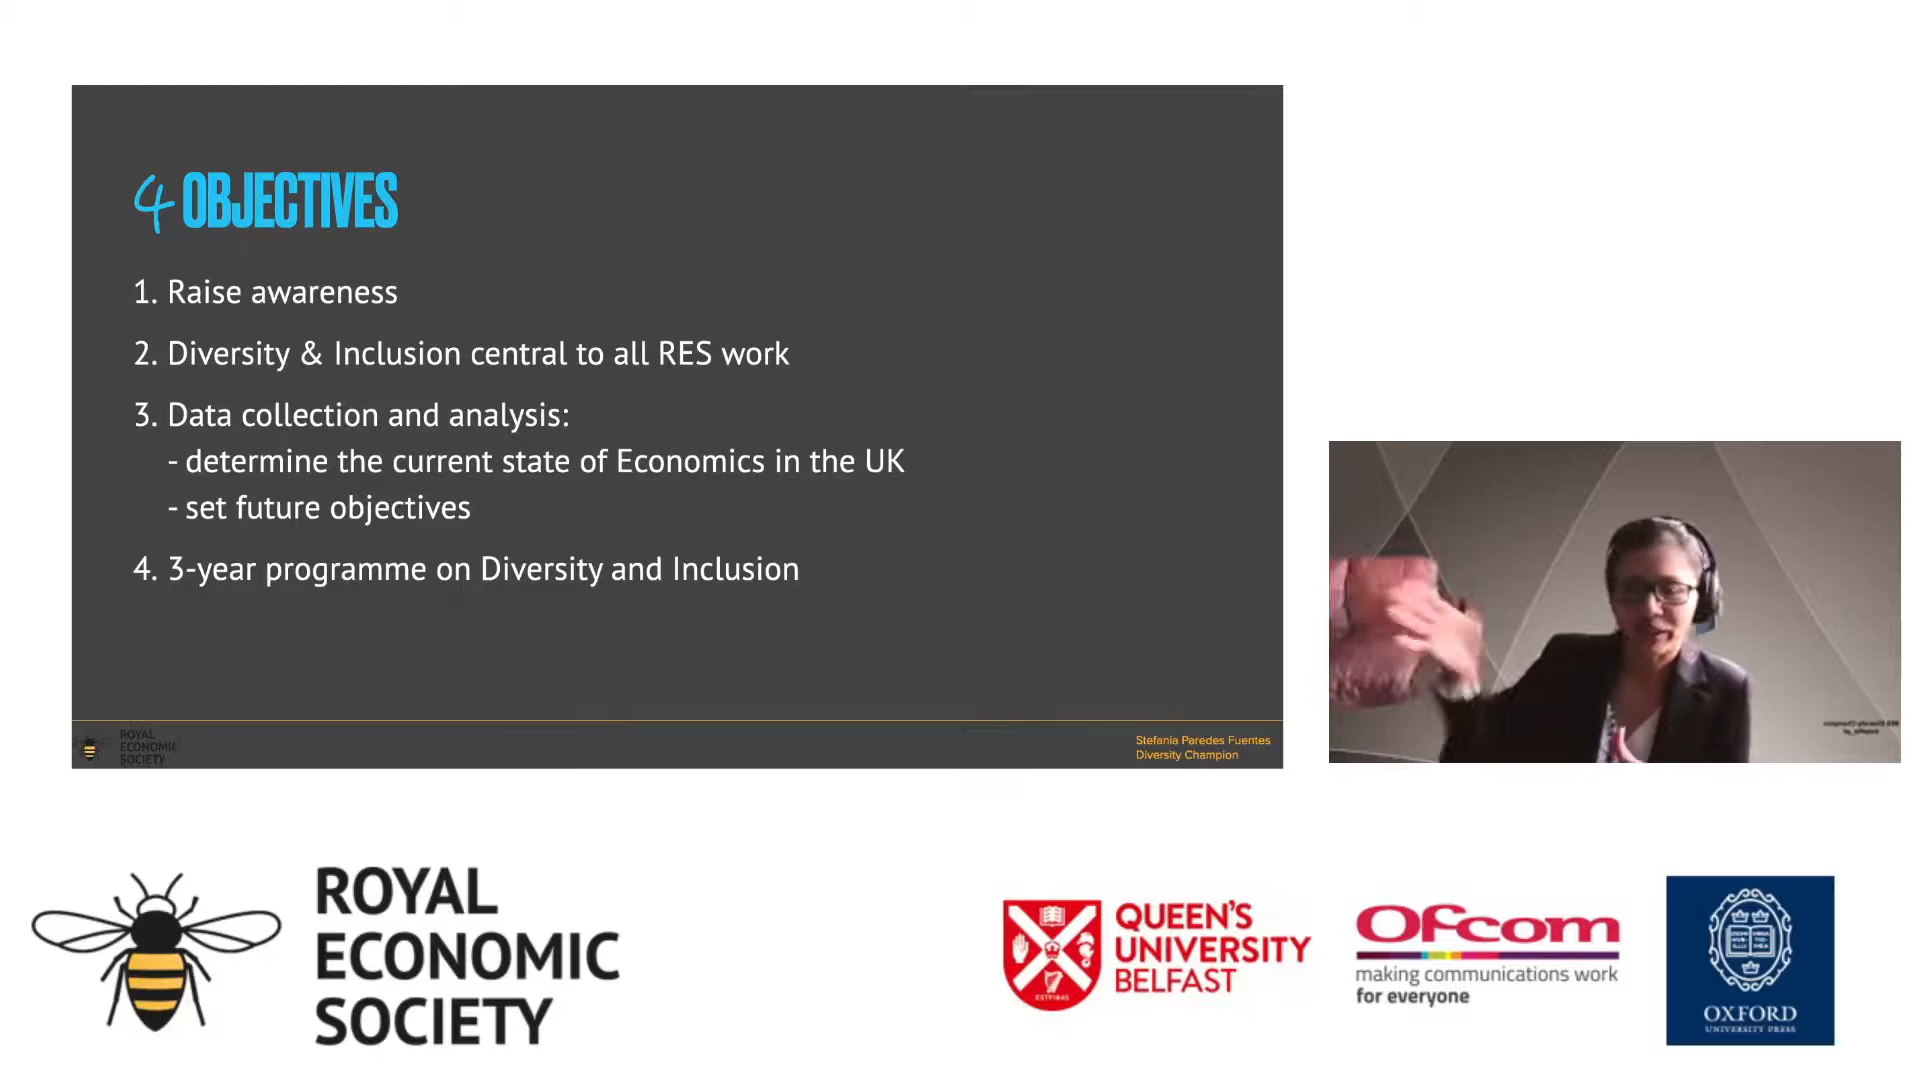 4 OBJECTIVES
1. Raise awareness
2. Diversity & Inclusion central to all RES work
3. Data collection and analysis:
- determine the current state of Economics in the UK
- set future objectives
4. 3-year programme on Diversity and Inclusion
ROYAL
ECONOMIC
SOCIETY
Stefania Paredes Fuentes
Diversity Champion
ROYAL
ECONOMIC
SOCIETY
QUEEN'S
UNIVERSITY
BELFAST
ESTD1845
Ofcom
making communications work
for everyone
OXFORD
UNIVERSITY PRESS